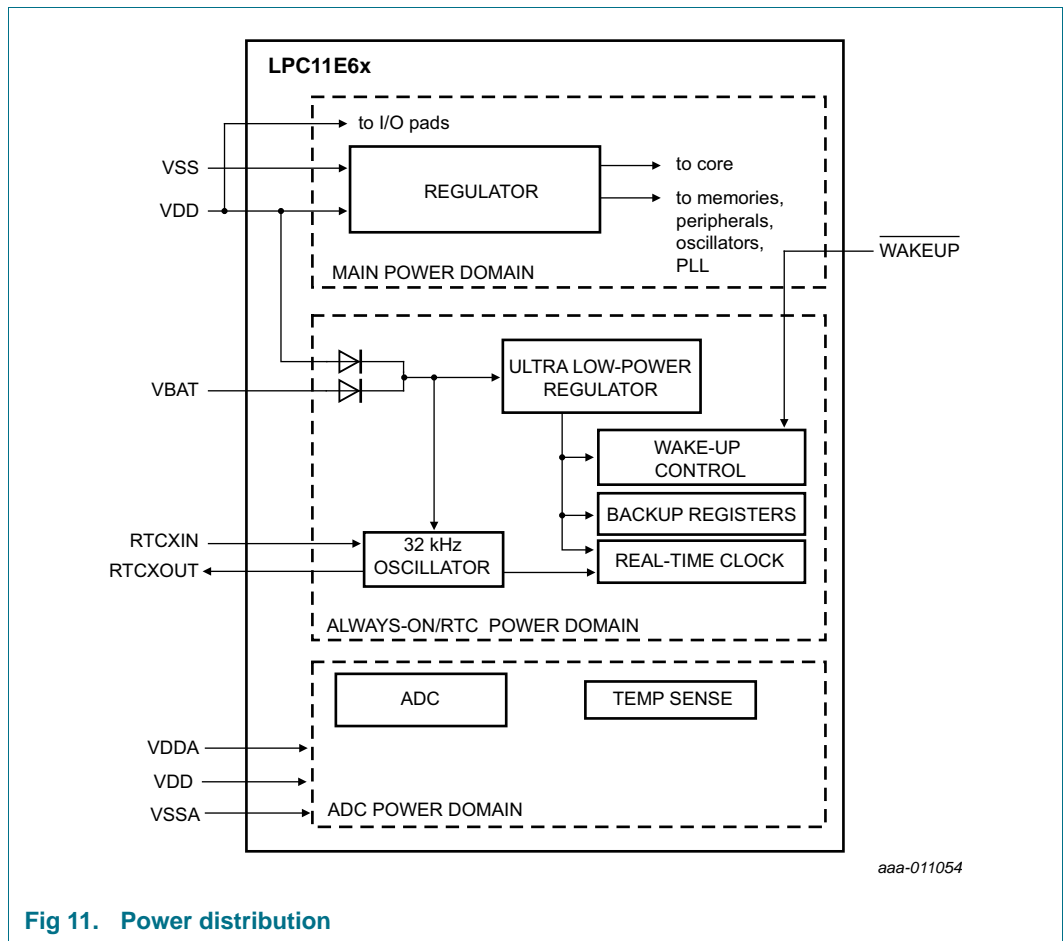 LPC11E6x
to I/O pads
VSS
REGULATOR
to core
VDD
to memories,
peripherals,
oscillators,
PLL
WAKEUP
MAIN POWER DOMAIN
ULTRA LOW-POWER
REGULATOR
VBAT
WAKE-UP
CONTROL
BACKUP REGISTERS
RTCXIN
RTCXOUT
32 kHz
OSCILLATOR
REAL-TIME CLOCK
ALWAYS-ON/RTC POWER DOMAIN
ADC
TEMP SENSE
VDDA
VDD
VSSA
ADC POWER DOMAIN
aaa-011054
Fig 11. Power distribution